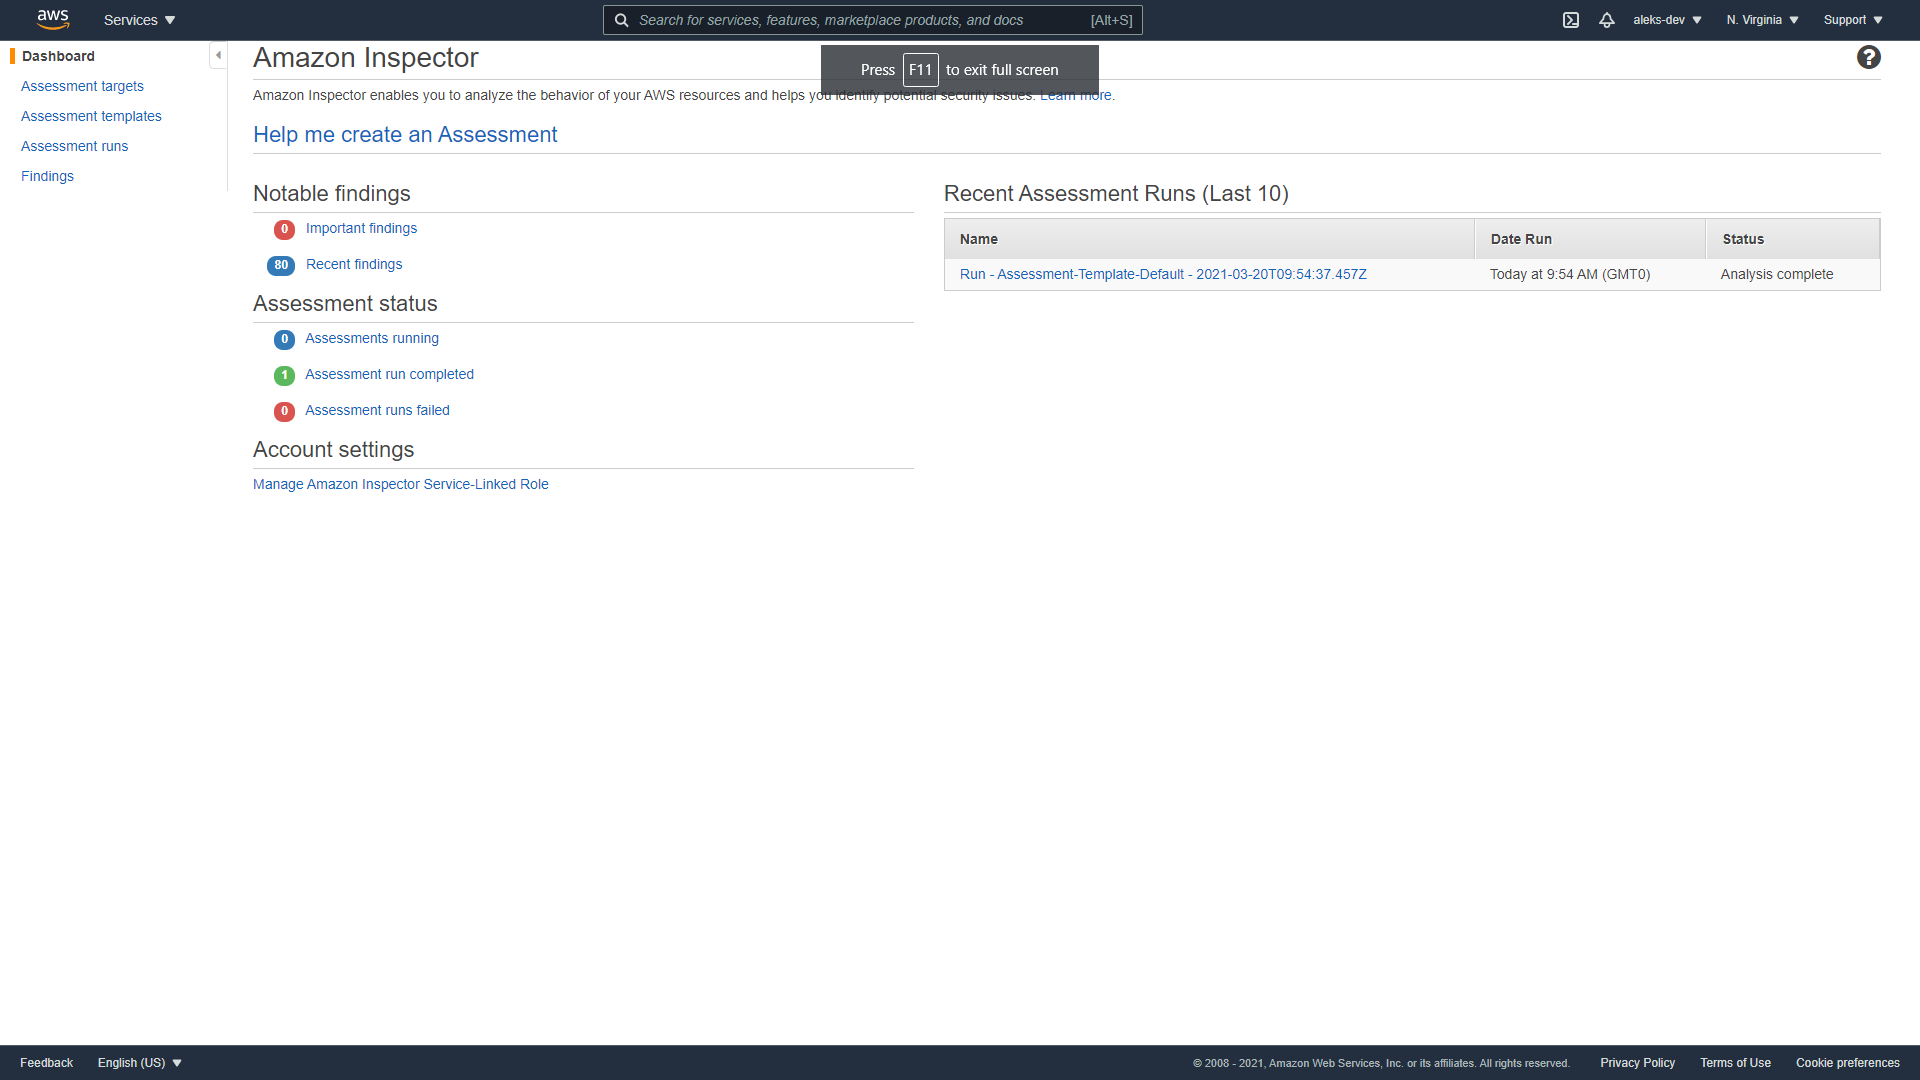 aws
Services
Search for services, features, marketplace products, and docs
[Alt+S]
aleks-dev
N. Virginia
Support
Dashboard
Assessment targets
Assessment templates
Assessment runs
Findings
Amazon Inspector
Press F11 to exit full screen
Amazon Inspector enables you to analyze the behavior of your AWS resources and helps you identify potential security issues. Learn more.
Help me create an Assessment
Notable findings
0 Important findings
80 Recent findings
Assessment status
0 Assessments running
1 Assessment run completed
0 Assessment runs failed
Account settings
Manage Amazon Inspector Service-Linked Role
Recent Assessment Runs (Last 10)
Name Date Run Status
Run - Assessment-Template-Default - 2021-03-20T09:54:37.457Z Today at 9:54 AM (GMT0) Analysis complete
Feedback
English (US)
© 2008 - 2021, Amazon Web Services, Inc. or its affiliates. All rights reserved.
Privacy Policy
Terms of Use
Cookie preferences